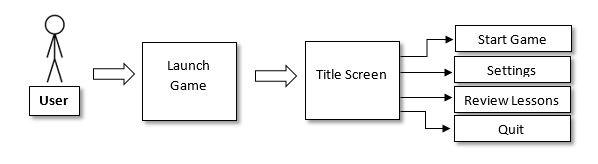 User
Launch
Game
Title Screen
Start Game
Settings
Review Lessons
Quit